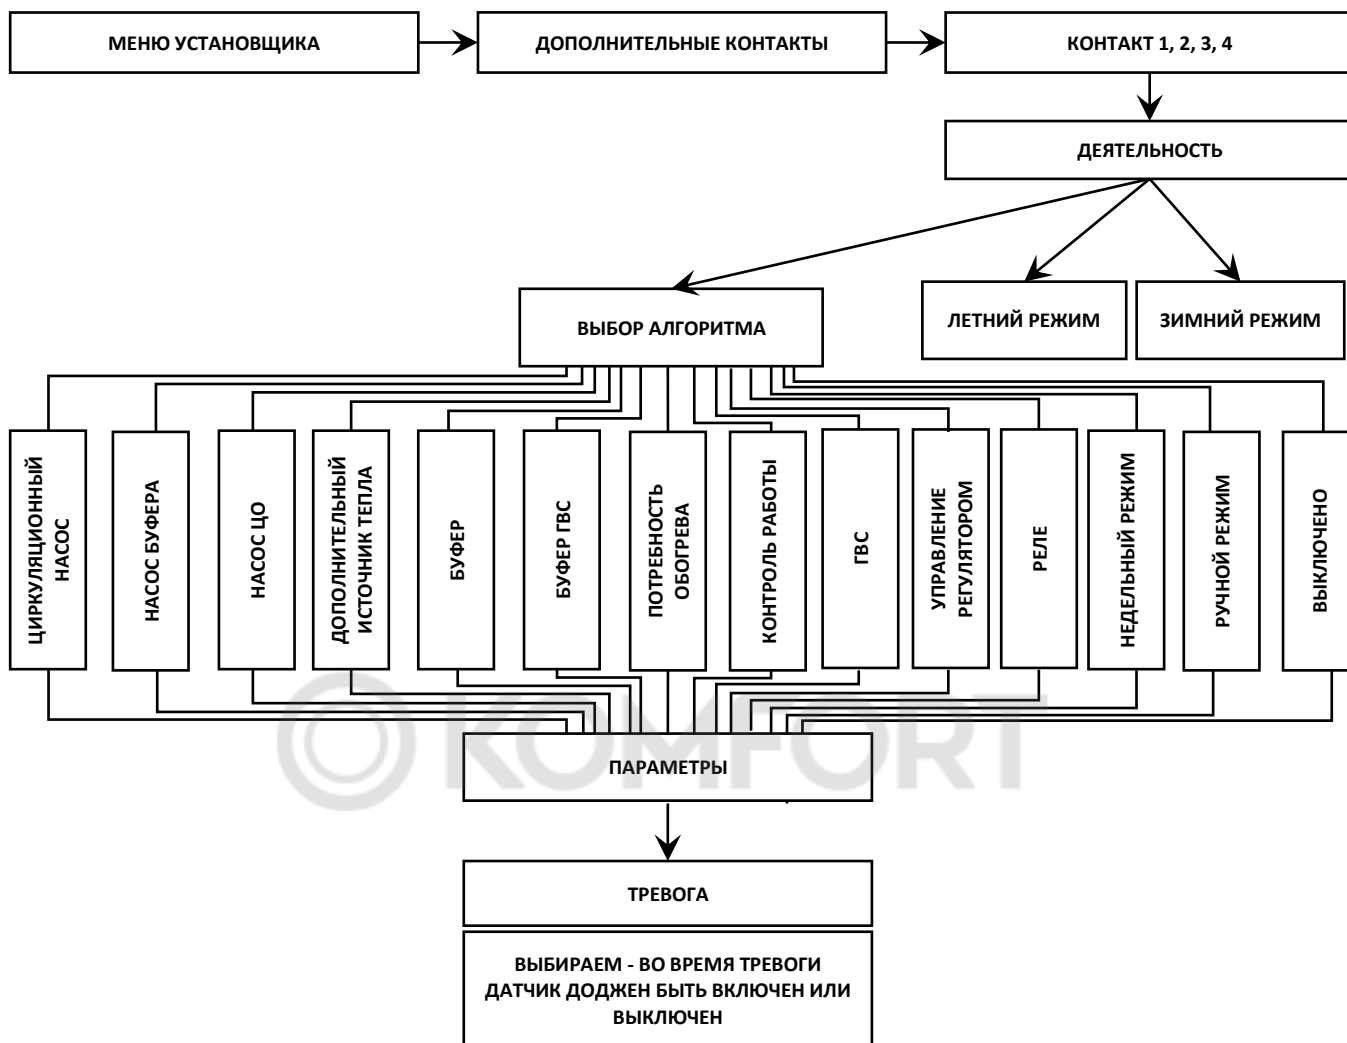 МЕНЮ УСТАНОВЩИКА
ДОПОЛНИТЕЛЬНЫЕ КОНТАКТЫ
КОНТАКТ 1, 2, 3, 4
ДЕЯТЕЛЬНОСТЬ
ВЫБОР АЛГОРИТМА
ЛЕТНИЙ РЕЖИМ
ЗИМНИЙ РЕЖИМ
ЦИРКУЛЯЦИОННЫЙ
НАСОС
НАСОС БУФЕРА
НАСОС ЦО
ДОПОЛНИТЕЛЬНЫЙ
ИСТОЧНИК ТЕПЛА
БУФЕР
БУФЕР ГВС
ПОТРЕБНОСТЬ
ОБОГРЕВА
КОНТРОЛЬ РАБОТЫ
ГВС
УПРАВЛЕНИЕ
РЕГУЛЯТОРОМ
РЕЛЕ
НЕДЕЛЬНЫЙ РЕЖИМ
РУЧНОЙ РЕЖИМ
ВЫКЛЮЧЕНО
KOMFORT
ПАРАМЕТРЫ
ТРЕВОГА
ВЫБИРАЕМ - ВО ВРЕМЯ ТРЕВОГИ
ДАТЧИК ДОДЖЕН БЫТЬ ВКЛЮЧЕН ИЛИ
ВЫКЛЮЧЕН